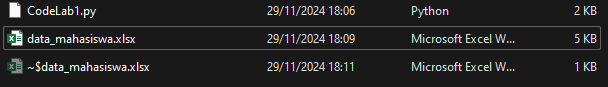 CodeLab1.py 29/11/2024 18:06 Python 2 KB
data_mahasiswa.xlsx 29/11/2024 18:09 Microsoft Excel W... 5 KB
~$data_mahasiswa.xlsx 29/11/2024 18:11 Microsoft Excel W... 1 KB